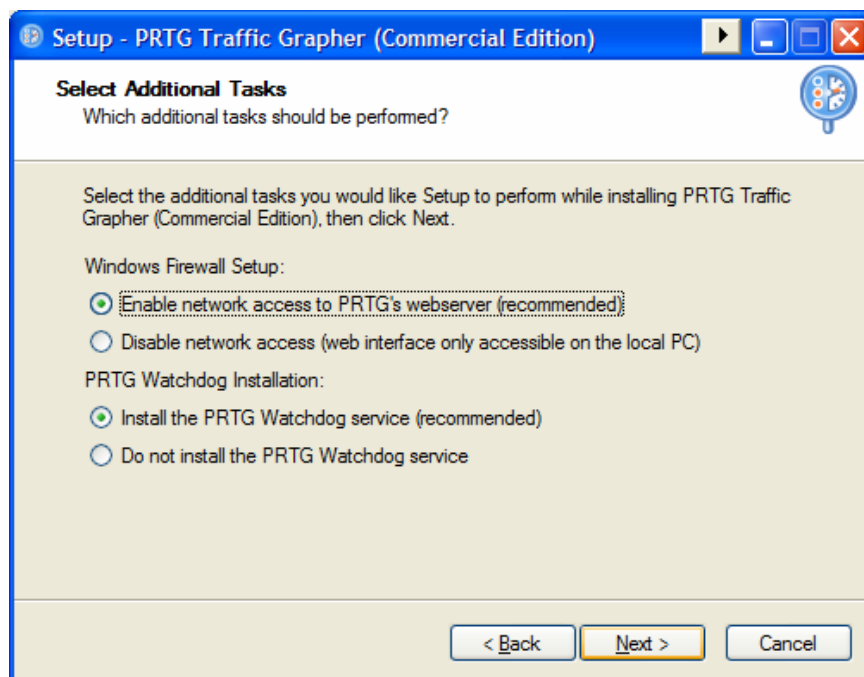 Setup - PRTG Traffic Grapher (Commercial Edition)
Select Additional Tasks
Which additional tasks should be performed?
Select the additional tasks you would like Setup to perform while installing PRTG Traffic
Grapher (Commercial Edition), then click Next.
Windows Firewall Setup:
Enable network access to PRTG's webserver (recommended)
Disable network access (web interface only accessible on the local PC)
PRTG Watchdog Installation:
Install the PRTG Watchdog service (recommended)
Do not install the PRTG Watchdog service
< Back Next > Cancel